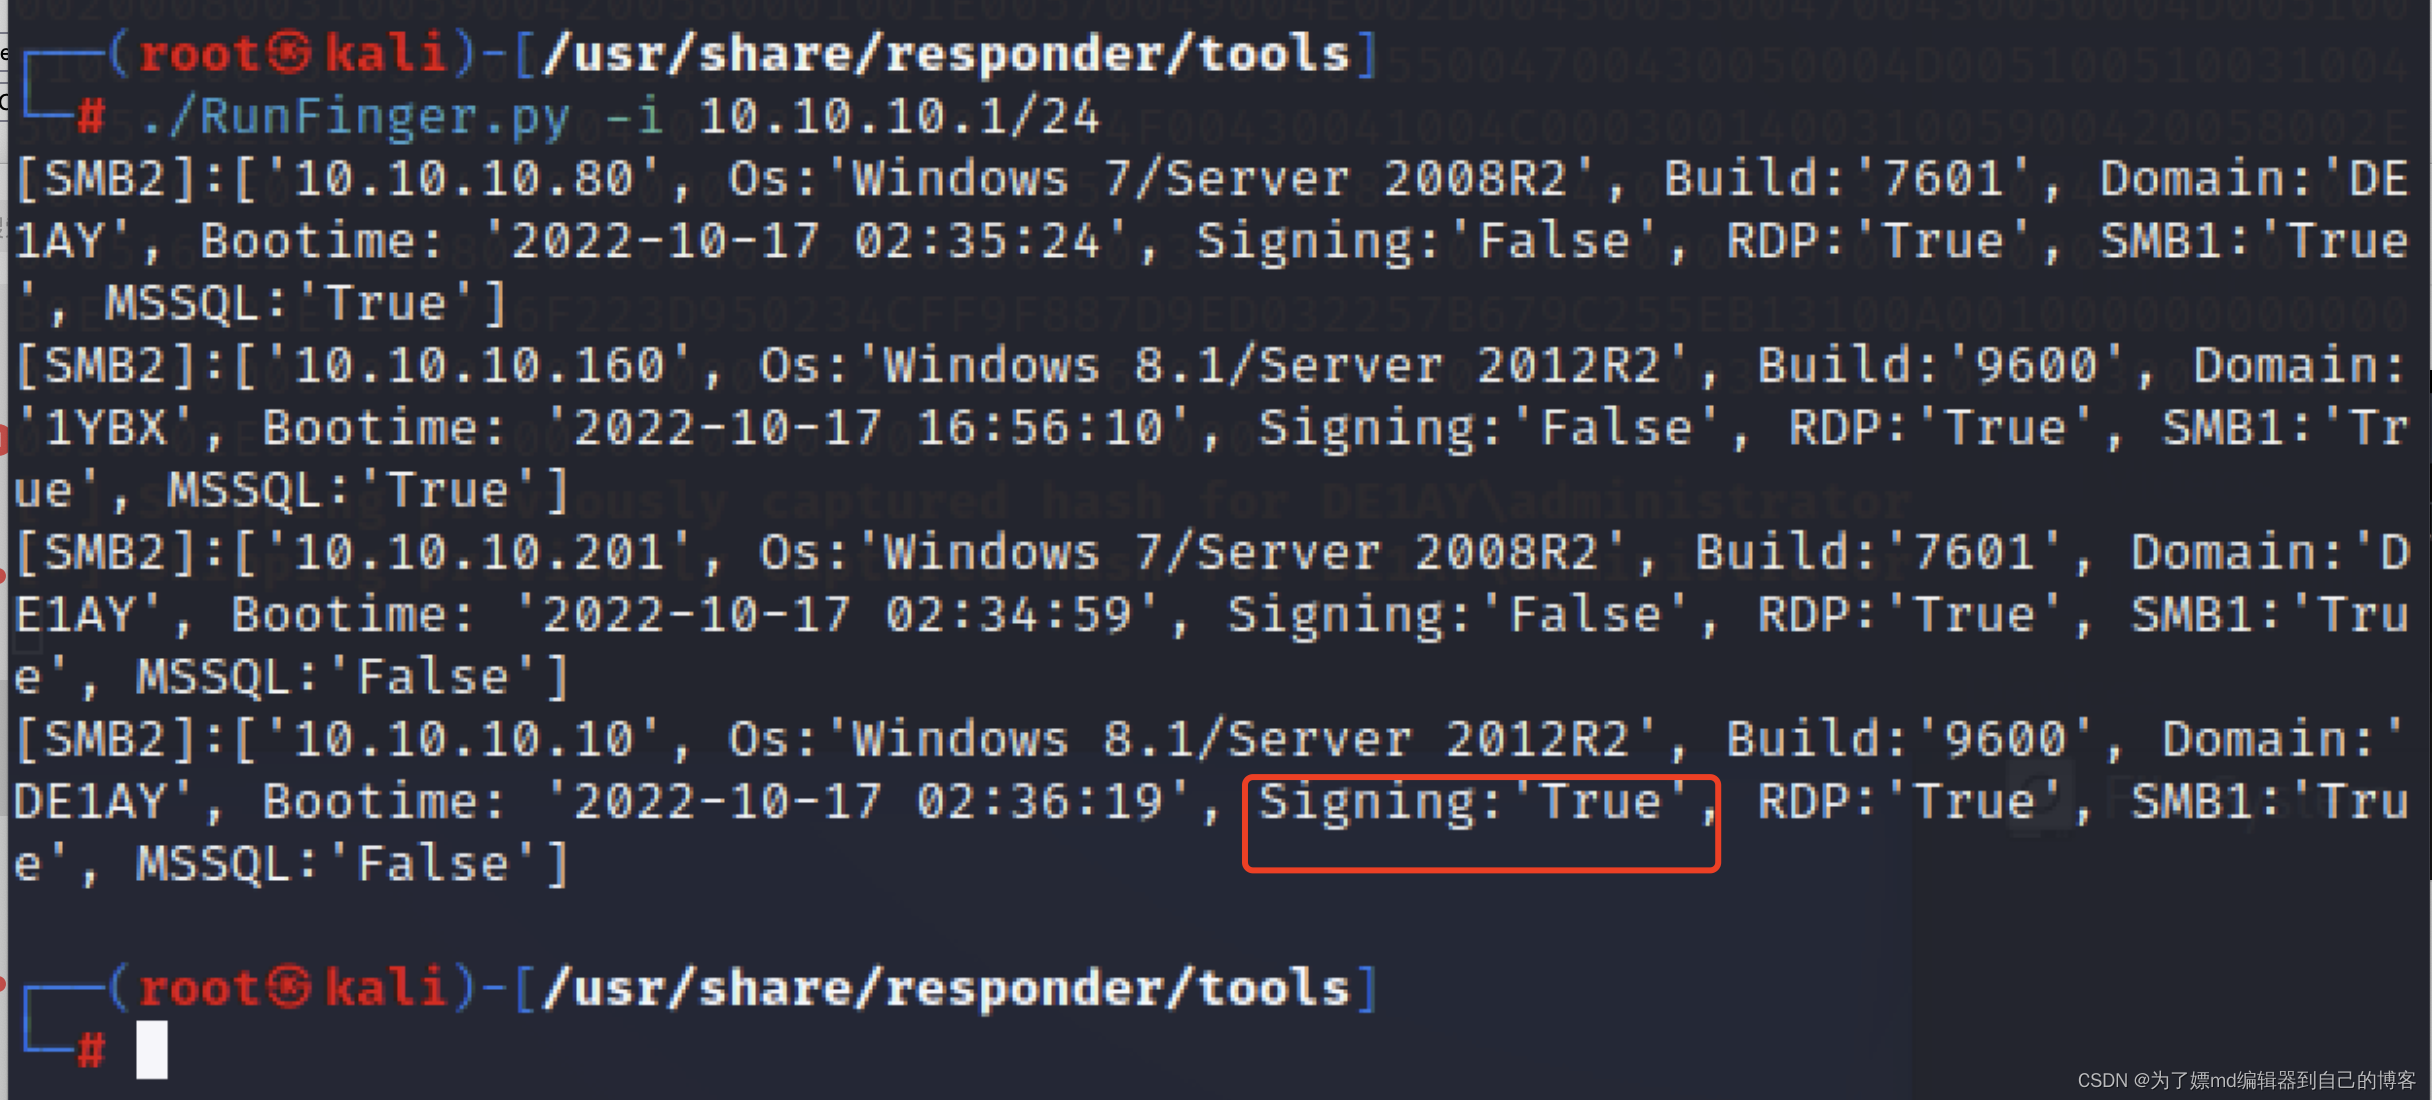 ┌──(root㉿kali)-[/usr/share/responder/tools]
└─# ./RunFinger.py -i 10.10.10.1/24
[SMB2]:['10.10.10.80', Os:'Windows 7/Server 2008R2', Build:'7601', Domain:'DE
1AY', Bootime: '2022-10-17 02:35:24', Signing:'False', RDP:'True', SMB1:'True
', MSSQL:'True']
[SMB2]:['10.10.10.160', Os:'Windows 8.1/Server 2012R2', Build:'9600', Domain:
'1YBX', Bootime: '2022-10-17 16:56:10', Signing:'False', RDP:'True', SMB1:'Tr
ue', MSSQL:'True']
[SMB2]:['10.10.10.201', Os:'Windows 7/Server 2008R2', Build:'7601', Domain:'D
E1AY', Bootime: '2022-10-17 02:34:59', Signing:'False', RDP:'True', SMB1:'Tru
e', MSSQL:'False']
[SMB2]:['10.10.10.10', Os:'Windows 8.1/Server 2012R2', Build:'9600', Domain:'
DE1AY', Bootime: '2022-10-17 02:36:19', Signing:'True', RDP:'True', SMB1:'Tru
e', MSSQL:'False']
┌──(root㉿kali)-[/usr/share/responder/tools]
└─#
CSDN @为了嫖md编辑器到自己的博客